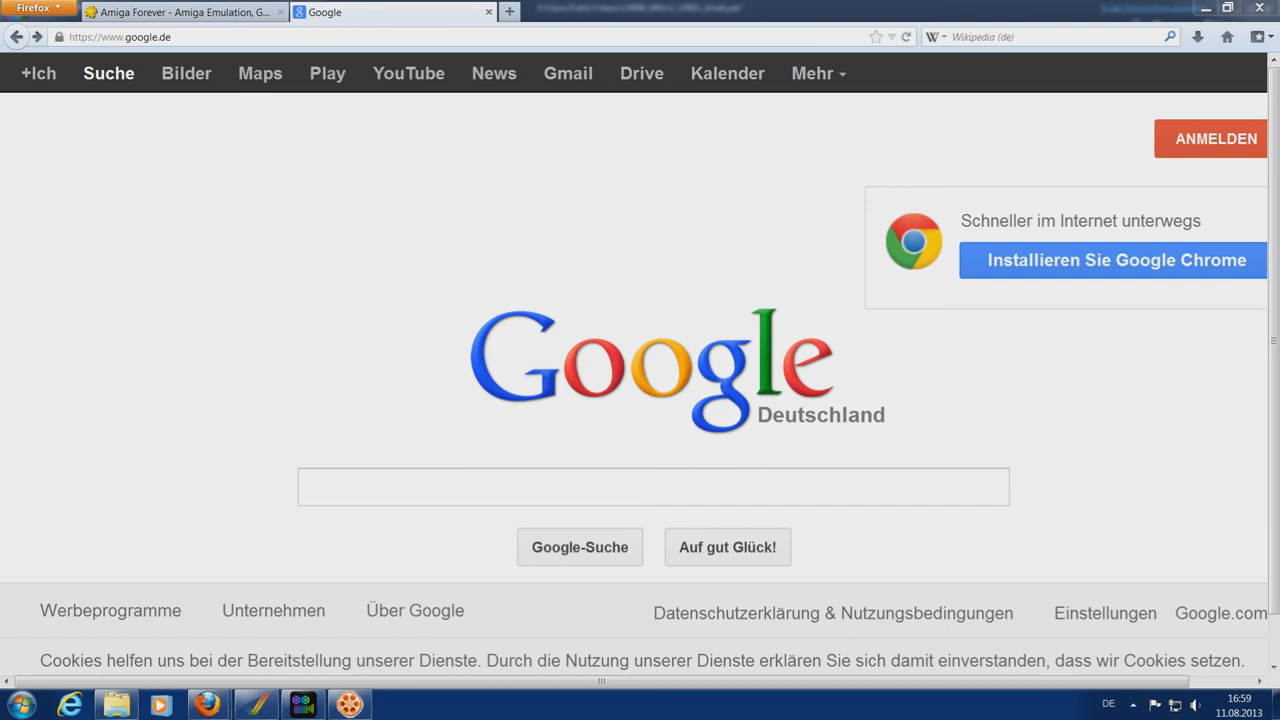 Firefox
Amiga Forever - Amiga Emulation, G...
Google
https://www.google.de
Wikipedia (de)
+Ich Suche Bilder Maps Play YouTube News Gmail Drive Kalender Mehr
ANMELDEN
Schneller im Internet unterwegs
Installieren Sie Google Chrome
Google
Deutschland
Google-Suche Auf gut Glück!
Werbeprogramme Unternehmen Über Google Datenschutzerklärung & Nutzungsbedingungen Einstellungen Google.com
Cookies helfen uns bei der Bereitstellung unserer Dienste. Durch die Nutzung unserer Dienste erklären Sie sich damit einverstanden, dass wir Cookies setzen.
DE
16:59
11.08.2013